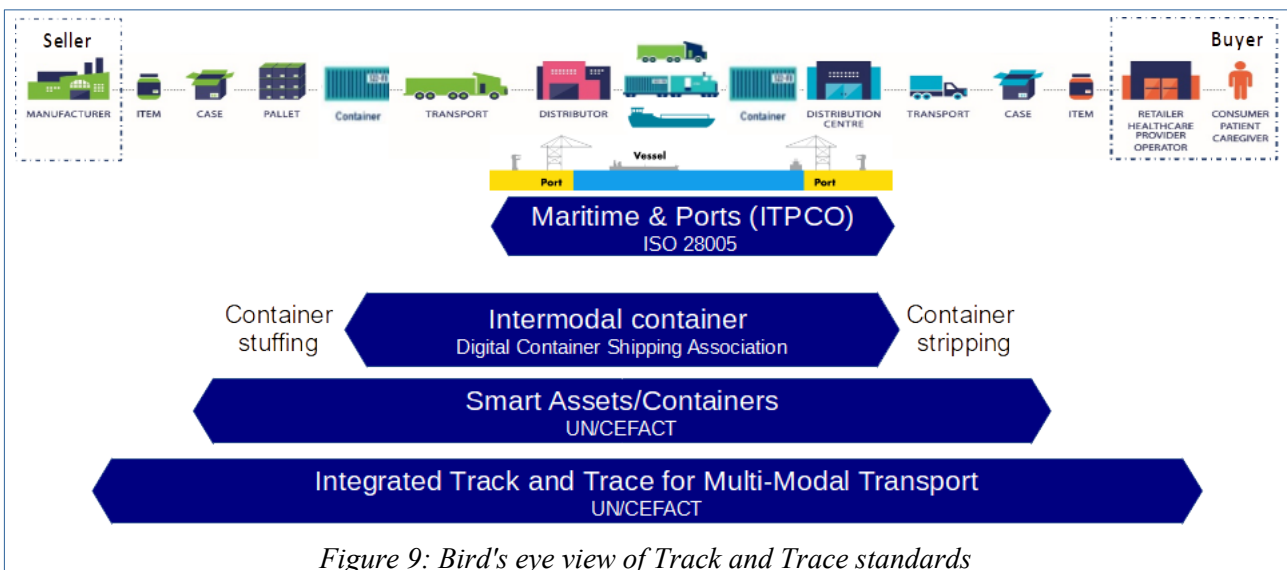 Seller
Buyer
MANUFACTURER
ITEM
CASE
PALLET
Container
TRANSPORT
DISTRIBUTOR
Container
DISTRIBUTION
CENTRE
TRANSPORT
CASE
ITEM
RETAILER
HEALTHCARE
PROVIDER
OPERATOR
CONSUMER
PATIENT
CAREGIVER
Vessel
Port
Port
Maritime & Ports (ITPCO)
ISO 28005
Container
stuffing
Intermodal container
Digital Container Shipping Association
Container
stripping
Smart Assets/Containers
UN/CEFACT
Integrated Track and Trace for Multi-Modal Transport
UN/CEFACT
Figure 9: Bird's eye view of Track and Trace standards